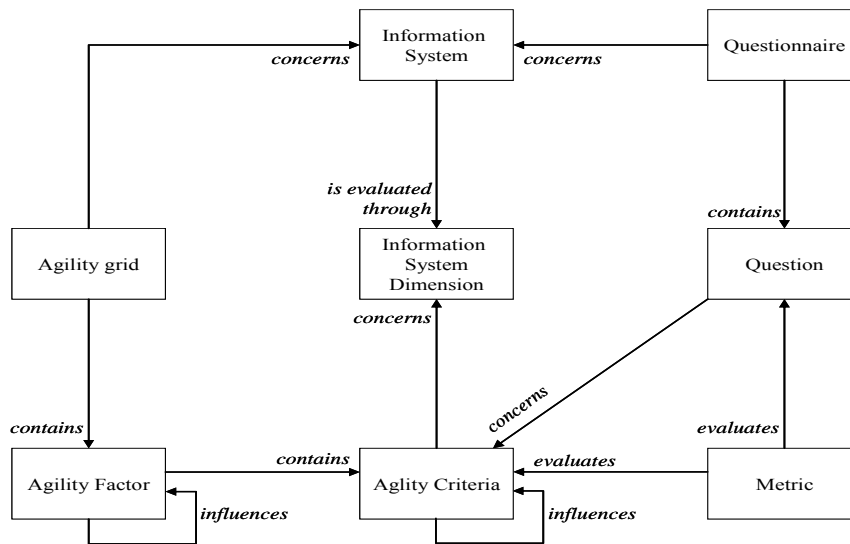 Information
System
Questionnaire
concerns
concerns
is evaluated
through
contains
Agility grid
Information
System
Dimension
Question
concerns
concerns
contains
contains
evaluates
evaluates
Agility Factor
Aglity Criteria
Metric
influences
influences